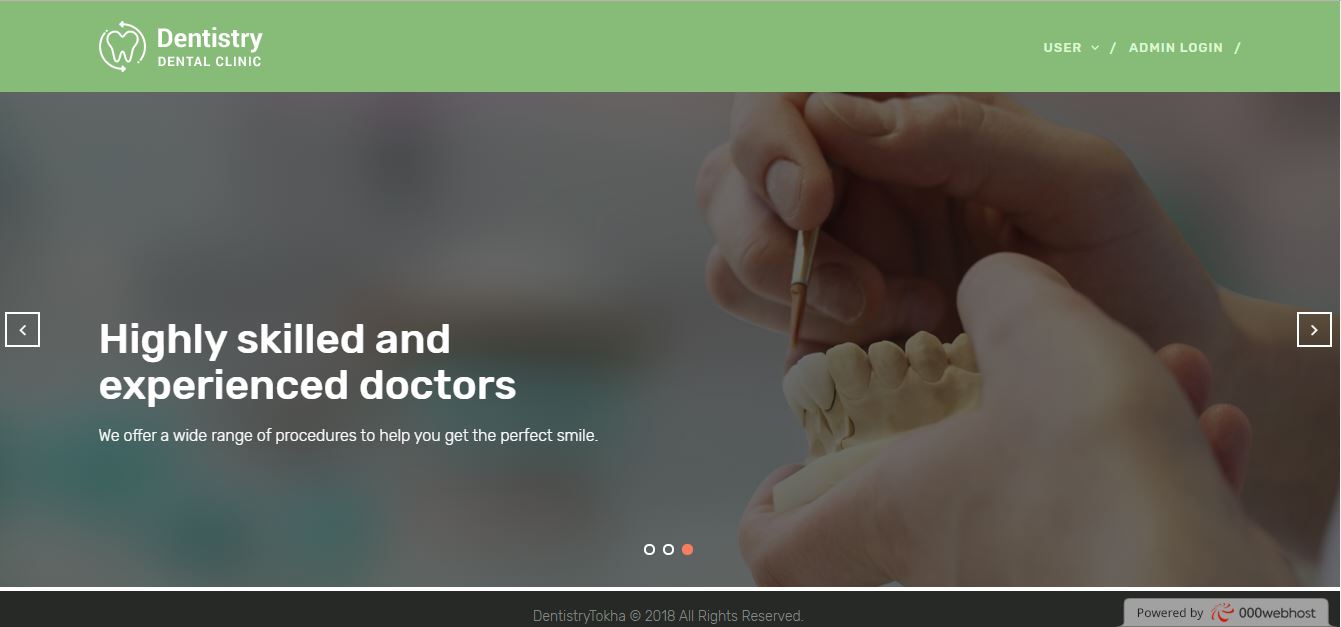 Dentistry
DENTAL CLINIC
USER / ADMIN LOGIN /
Highly skilled and
experienced doctors
We offer a wide range of procedures to help you get the perfect smile.
DentistryTokha © 2018 All Rights Reserved.
Powered by 000webhost